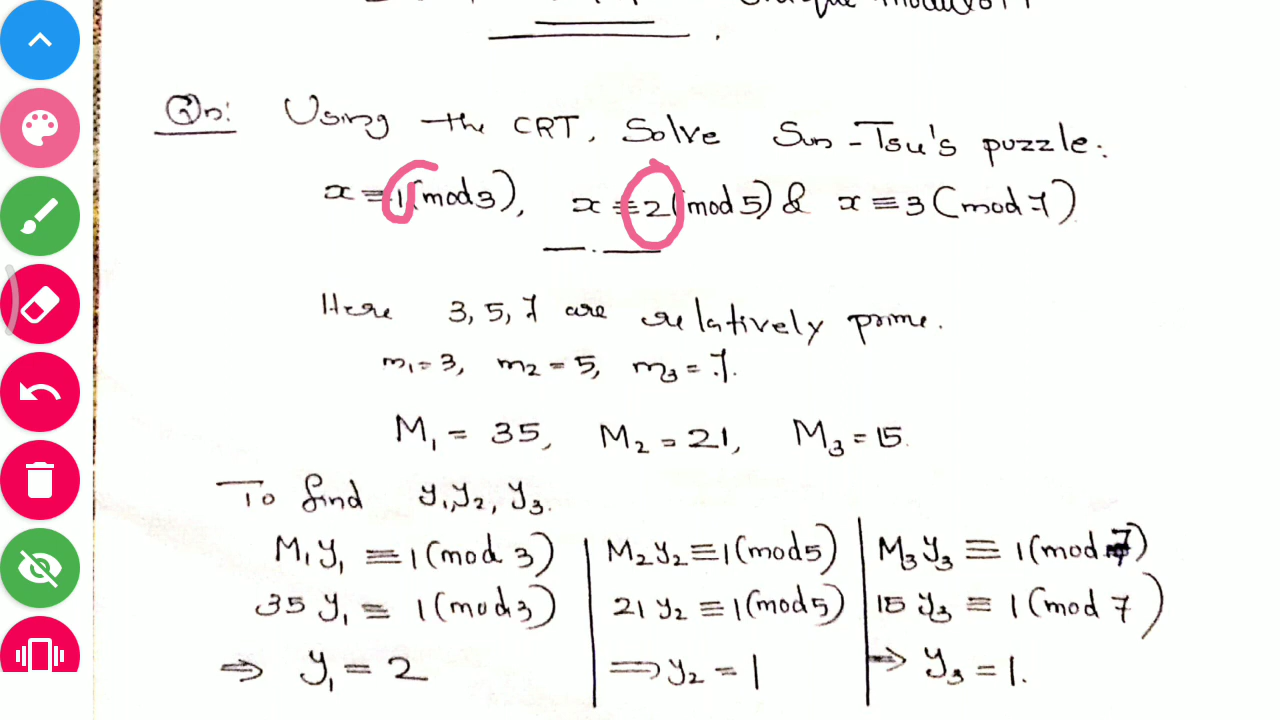 Qn: Using the CRT, Solve Sun-Tsu's puzzle:
x ≡ 1(mod 3), x ≡ 2(mod 5) & x ≡ 3(mod 7)
Here 3, 5, 7 are relatively prime.
m₁ = 3, m₂ = 5, m₃ = 7.
M₁ = 35, M₂ = 21, M₃ = 15.
To find y₁, y₂, y₃.
M₁y₁ ≡ 1(mod 3)
35 y₁ ≡ 1(mod 3)
⇒ y₁ = 2
M₂y₂ ≡ 1(mod 5)
21 y₂ ≡ 1(mod 5)
⇒ y₂ = 1
M₃y₃ ≡ 1(mod 7)
15 y₃ ≡ 1(mod 7)
⇒ y₃ = 1.